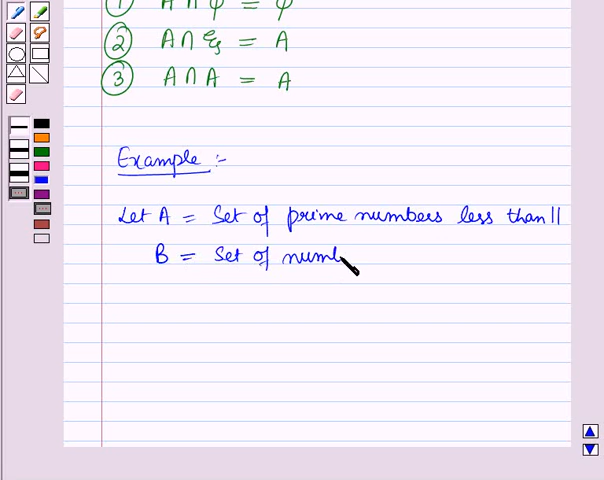 ① A ∩ φ = φ
② A ∩ ξ = A
③ A ∩ A = A
Example :-
Let A = Set of prime numbers less than 11
B = Set of numb